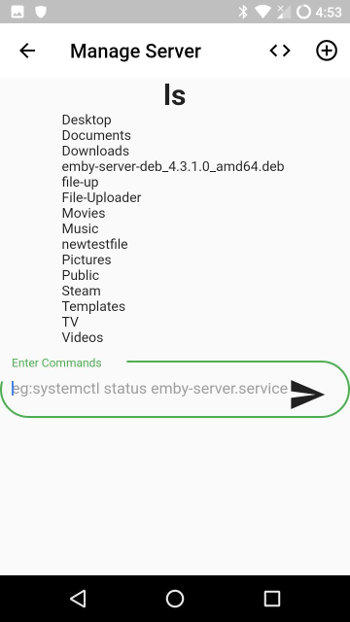 4:53
Manage Server
ls
Desktop
Documents
Downloads
emby-server-deb_4.3.1.0_amd64.deb
file-up
File-Uploader
Movies
Music
newtestfile
Pictures
Public
Steam
Templates
TV
Videos
Enter Commands
eg:systemctl status emby-server.service